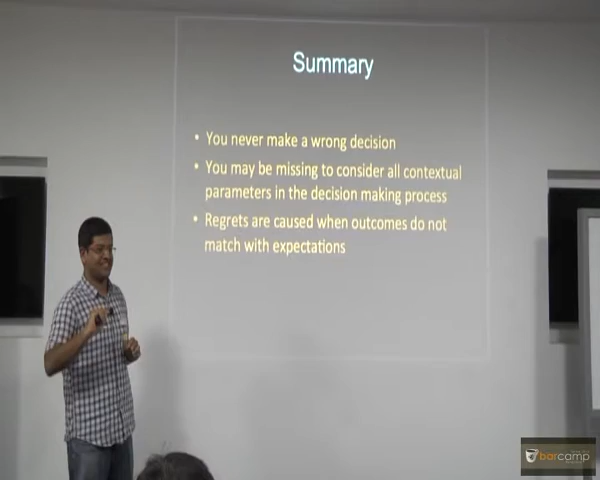 Summary
• You never make a wrong decision
• You may be missing to consider all contextual
parameters in the decision making process
• Regrets are caused when outcomes do not
match with expectations
barcamp